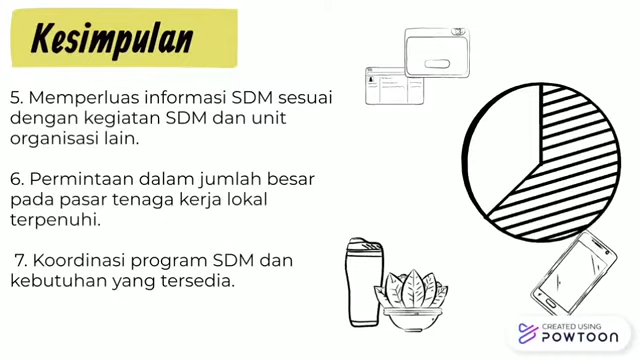 Kesimpulan
5. Memperluas informasi SDM sesuai
dengan kegiatan SDM dan unit
organisasi lain.
6. Permintaan dalam jumlah besar
pada pasar tenaga kerja lokal
terpenuhi.
7. Koordinasi program SDM dan
kebutuhan yang tersedia.
CREATED USING
POWTOON